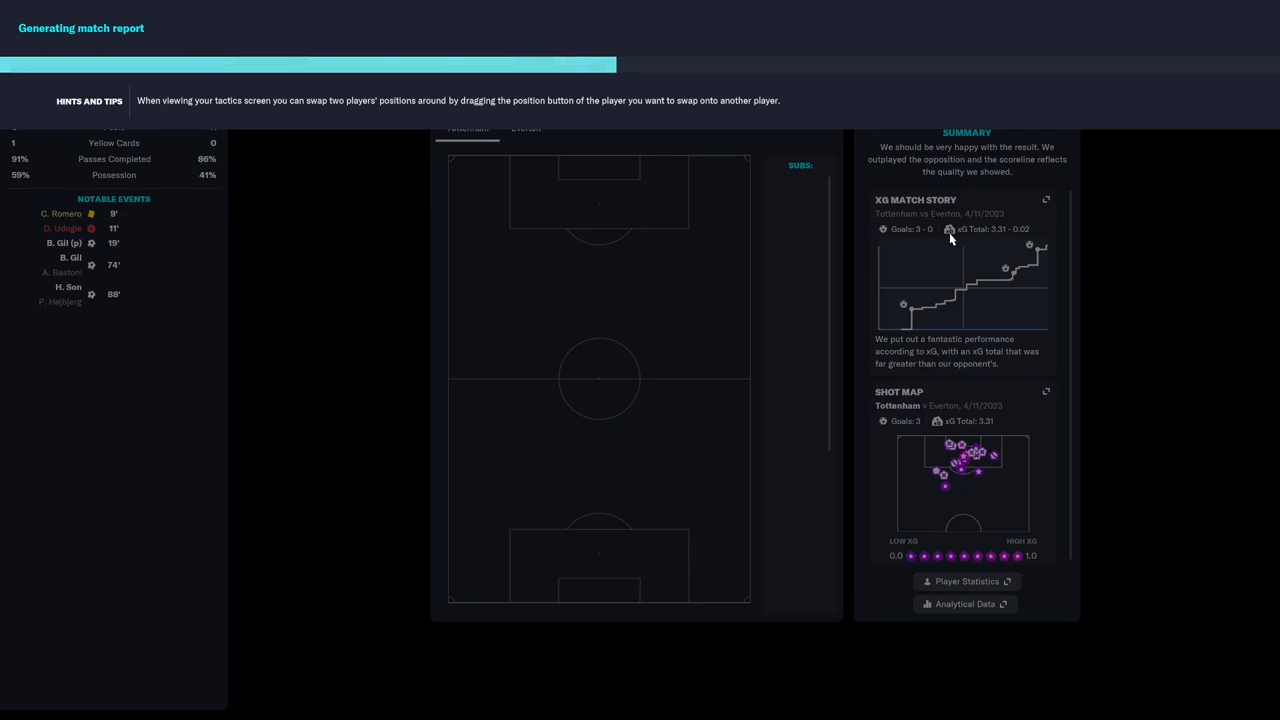 Generating match report
HINTS AND TIPS
When viewing your tactics screen you can swap two players' positions around by dragging the position button of the player you want to swap onto another player.
1 Yellow Cards 0
91% Passes Completed 86%
59% Possession 41%
NOTABLE EVENTS
C. Romero 9'
D. Udogie 11'
B. Gil (p) 19'
B. Gil
A. Bastoni
74'
H. Son
P. Højbjerg
88'
Tottenham Everton
SUBS:
SUMMARY
We should be very happy with the result. We
outplayed the opposition and the scoreline reflects
the quality we showed.
XG MATCH STORY
Tottenham vs Everton, 4/11/2023
Goals: 3 - 0 xG Total: 3.31 - 0.02
We put out a fantastic performance
according to xG, with an xG total that was
far greater than our opponent's.
SHOT MAP
Tottenham v Everton, 4/11/2023
Goals: 3 xG Total: 3.31
LOW XG HIGH XG
0.0 1.0
Player Statistics
Analytical Data